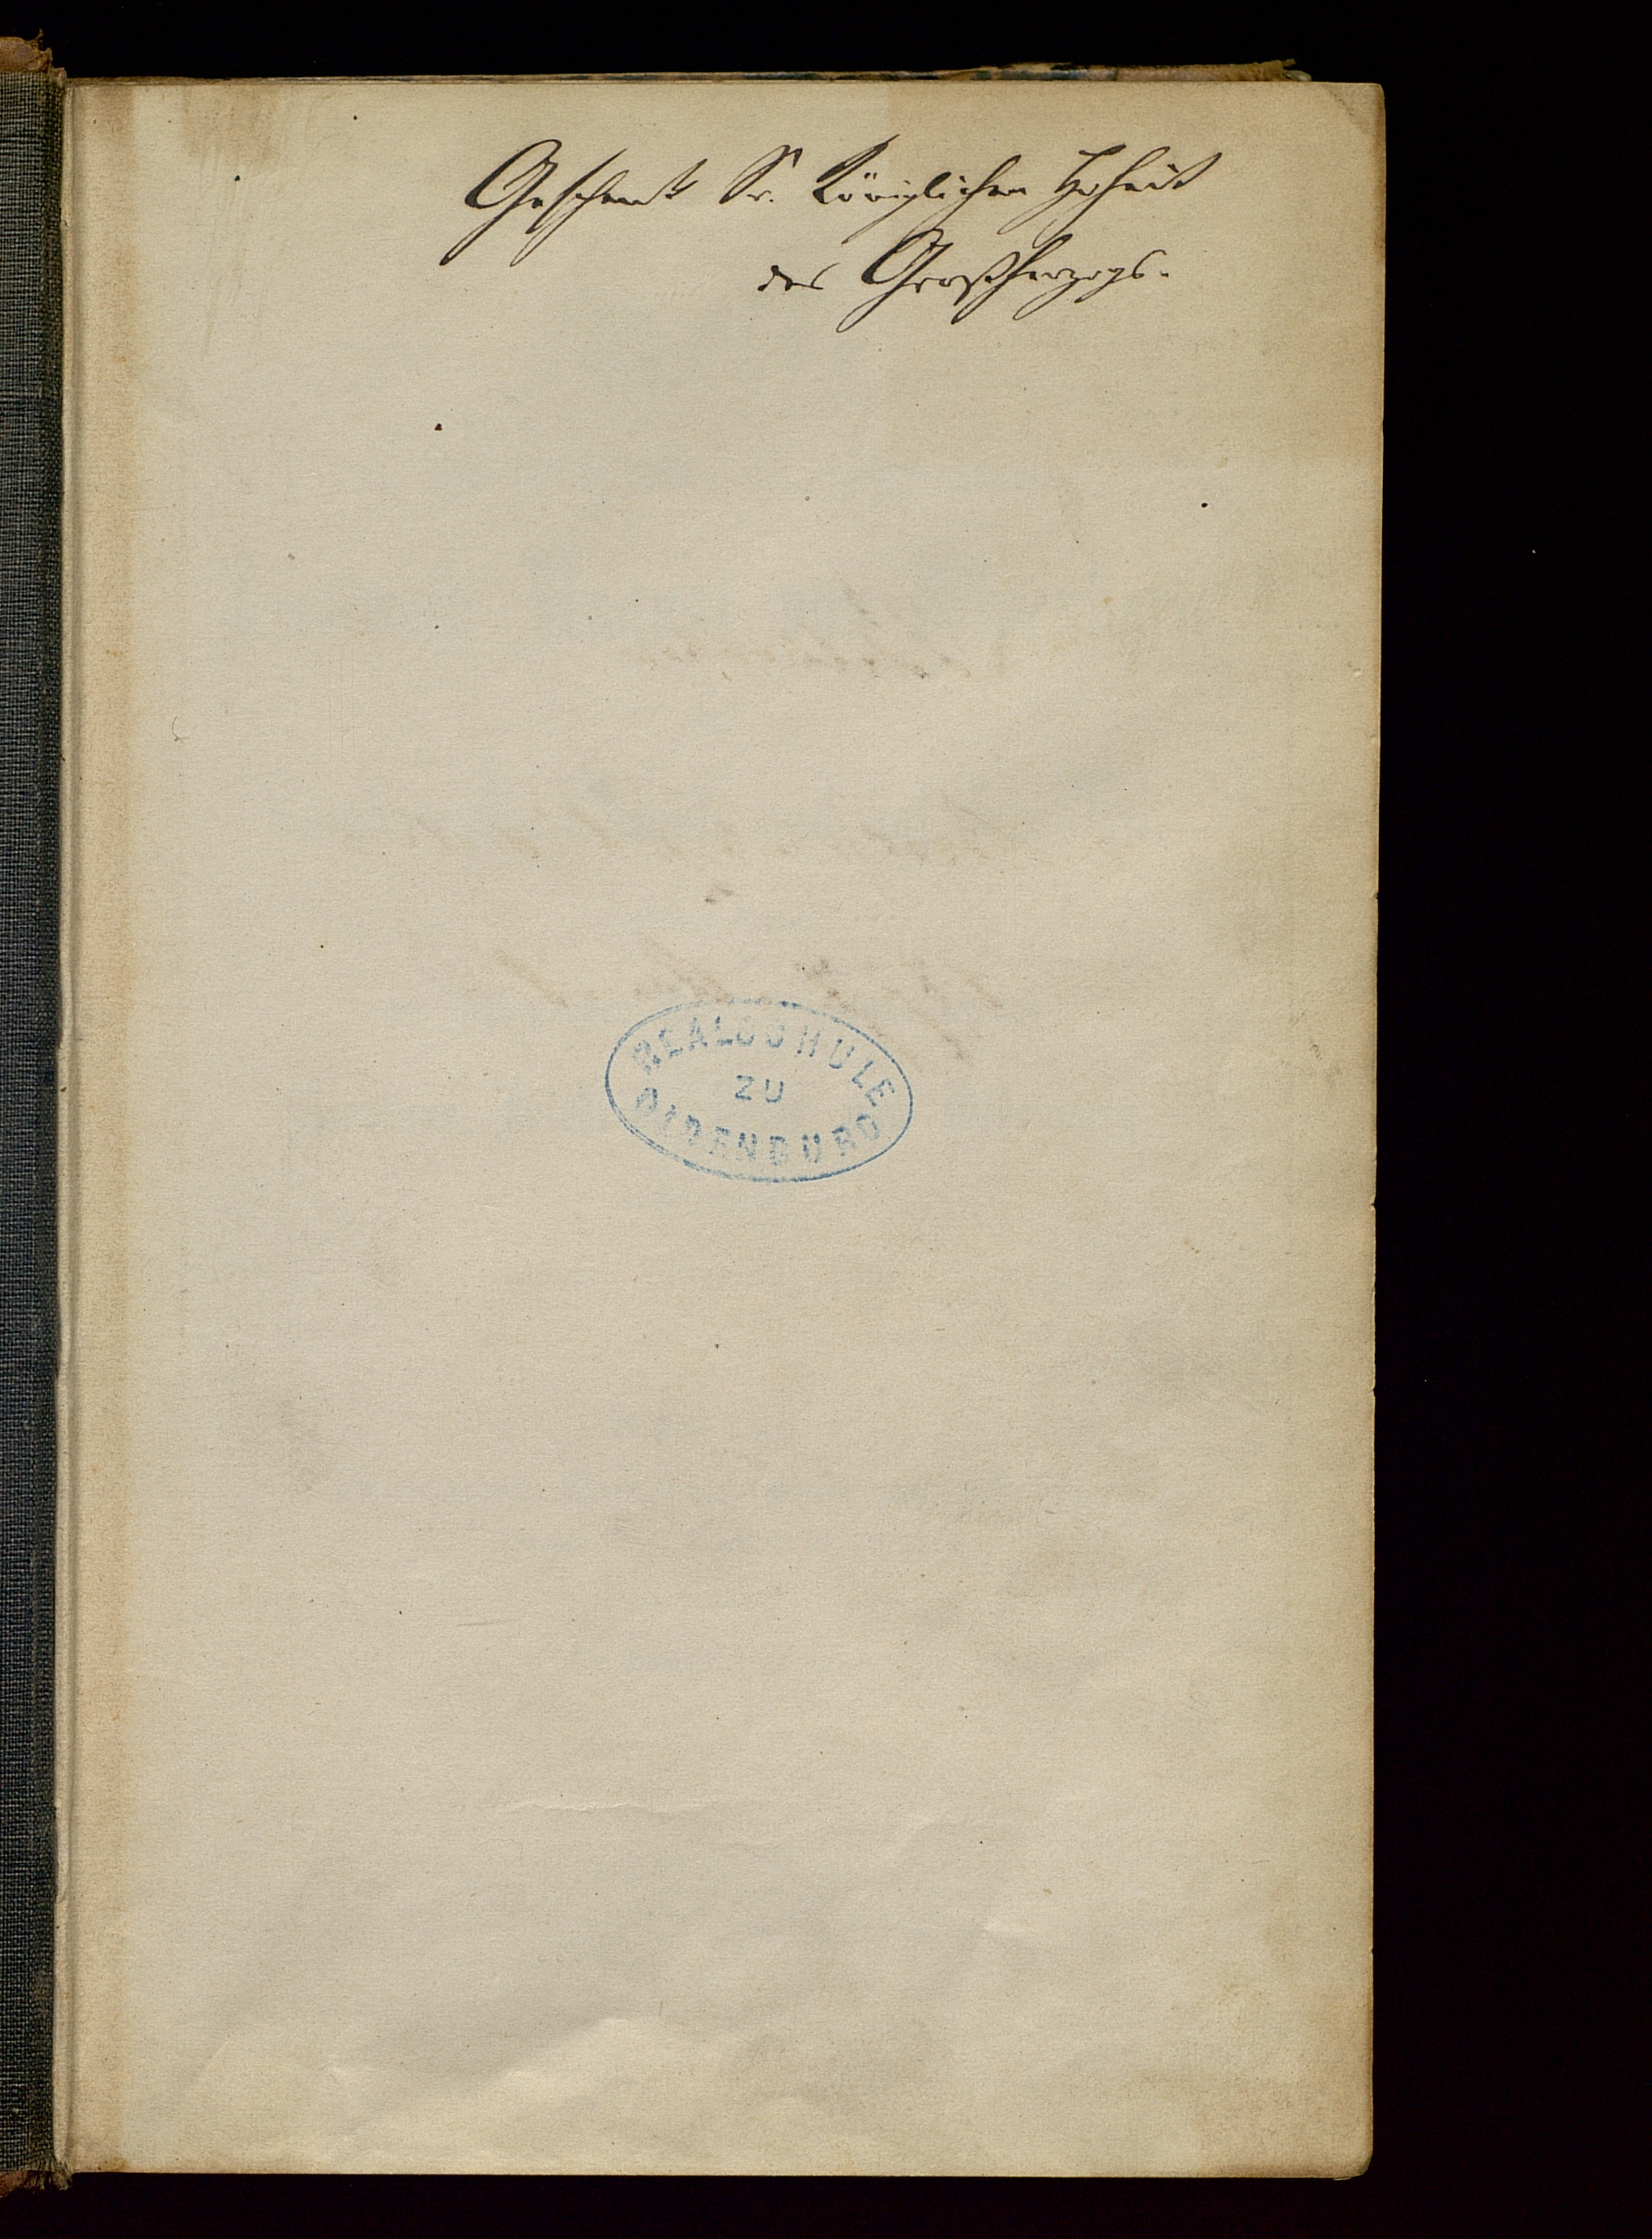 Geschenk Sr. Königlichen Hoheit
des Großherzogs.
REALSCHULE
ZU
OLDENBURG